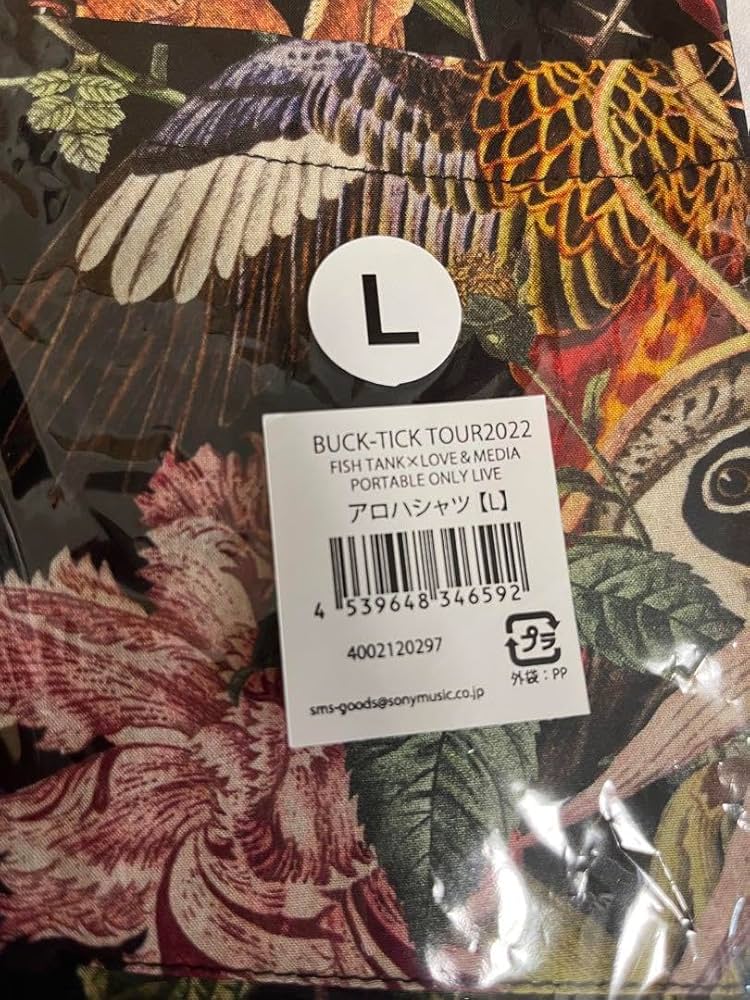 L
BUCK-TICK TOUR2022
FISH TANK×LOVE & MEDIA
PORTABLE ONLY LIVE
アロハシャツ【L】
4 539648 346592
4002120297
プラ
外袋：PP
sms-goods@sonymusic.co.jp